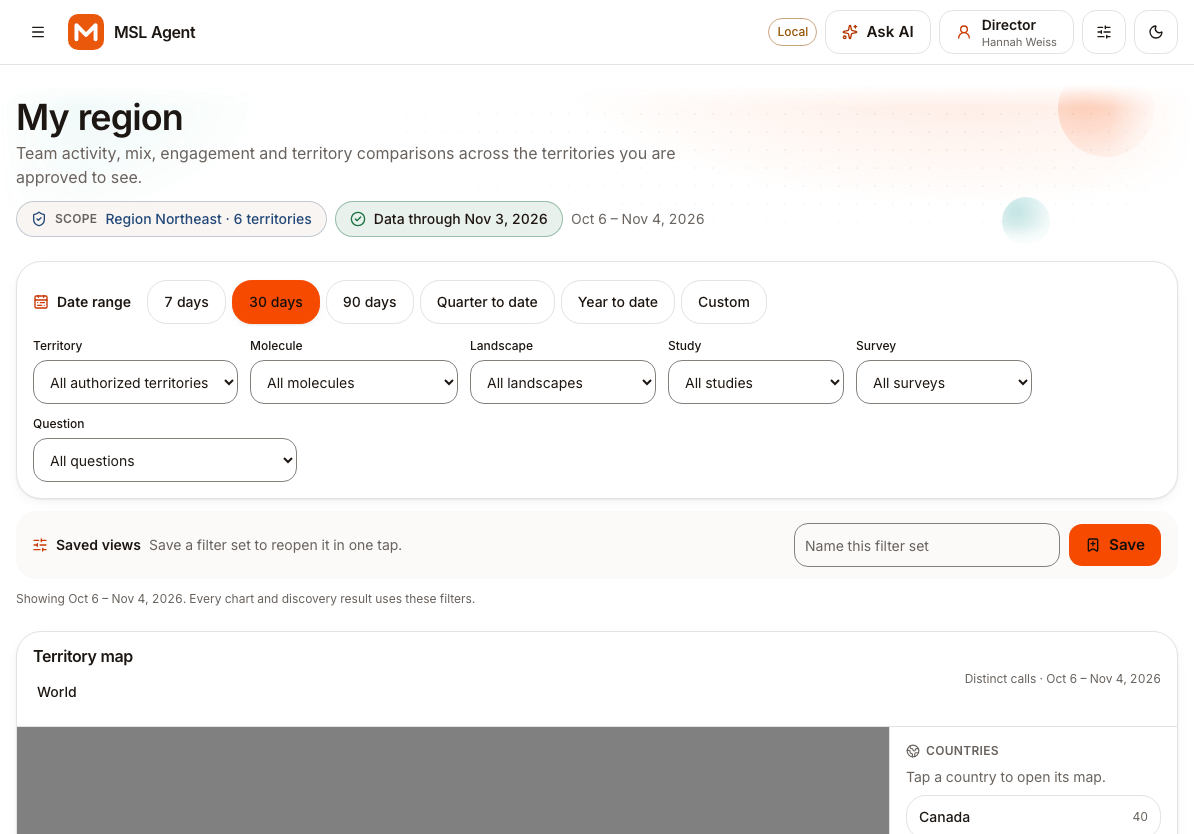 MSL Agent
Local
Ask AI
Director
Hannah Weiss
My region
Team activity, mix, engagement and territory comparisons across the territories you are
approved to see.
SCOPE Region Northeast · 6 territories
Data through Nov 3, 2026
Oct 6 – Nov 4, 2026
Date range
7 days
30 days
90 days
Quarter to date
Year to date
Custom
Territory
Molecule
Landscape
Study
Survey
All authorized territories
All molecules
All landscapes
All studies
All surveys
Question
All questions
Saved views
Save a filter set to reopen it in one tap.
Name this filter set
Save
Showing Oct 6 – Nov 4, 2026. Every chart and discovery result uses these filters.
Territory map
World
Distinct calls · Oct 6 – Nov 4, 2026
COUNTRIES
Tap a country to open its map.
Canada
40